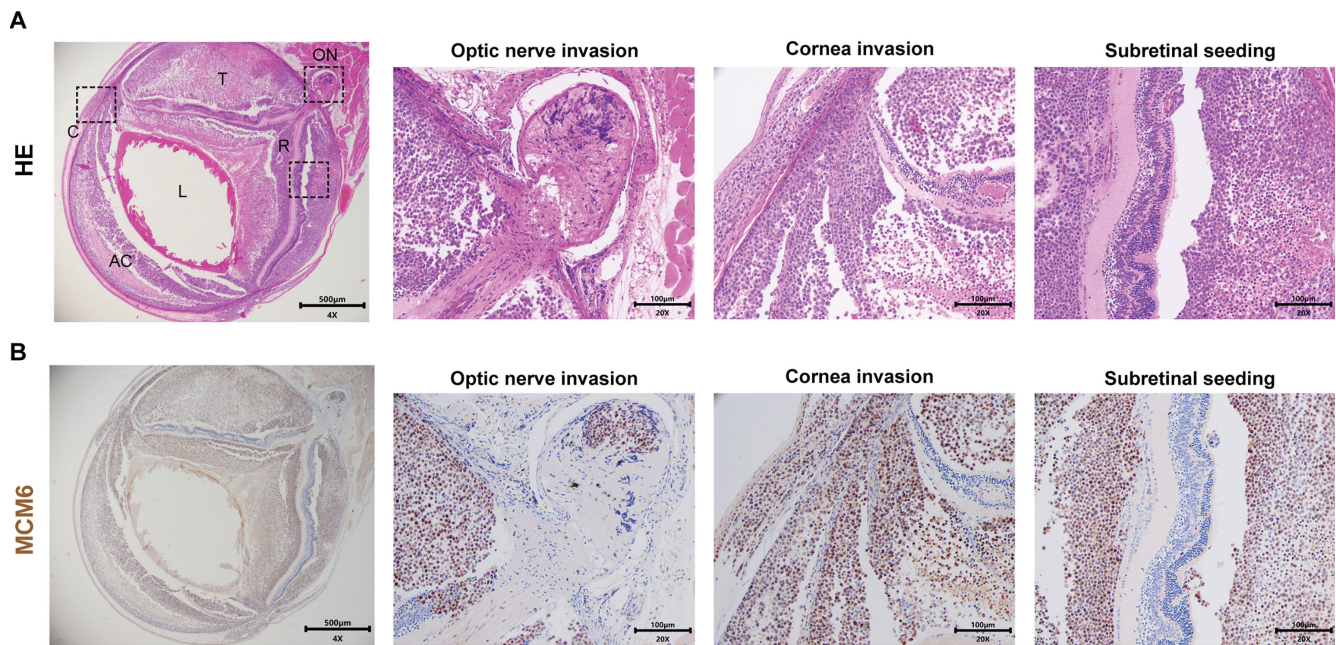 A
HE
T
ON
C
R
L
AC
500μm
4X
Optic nerve invasion
100μm
20X
Cornea invasion
100μm
20X
Subretinal seeding
100μm
20X
B
MCM6
500μm
4X
Optic nerve invasion
100μm
20X
Cornea invasion
100μm
20X
Subretinal seeding
100μm
20X